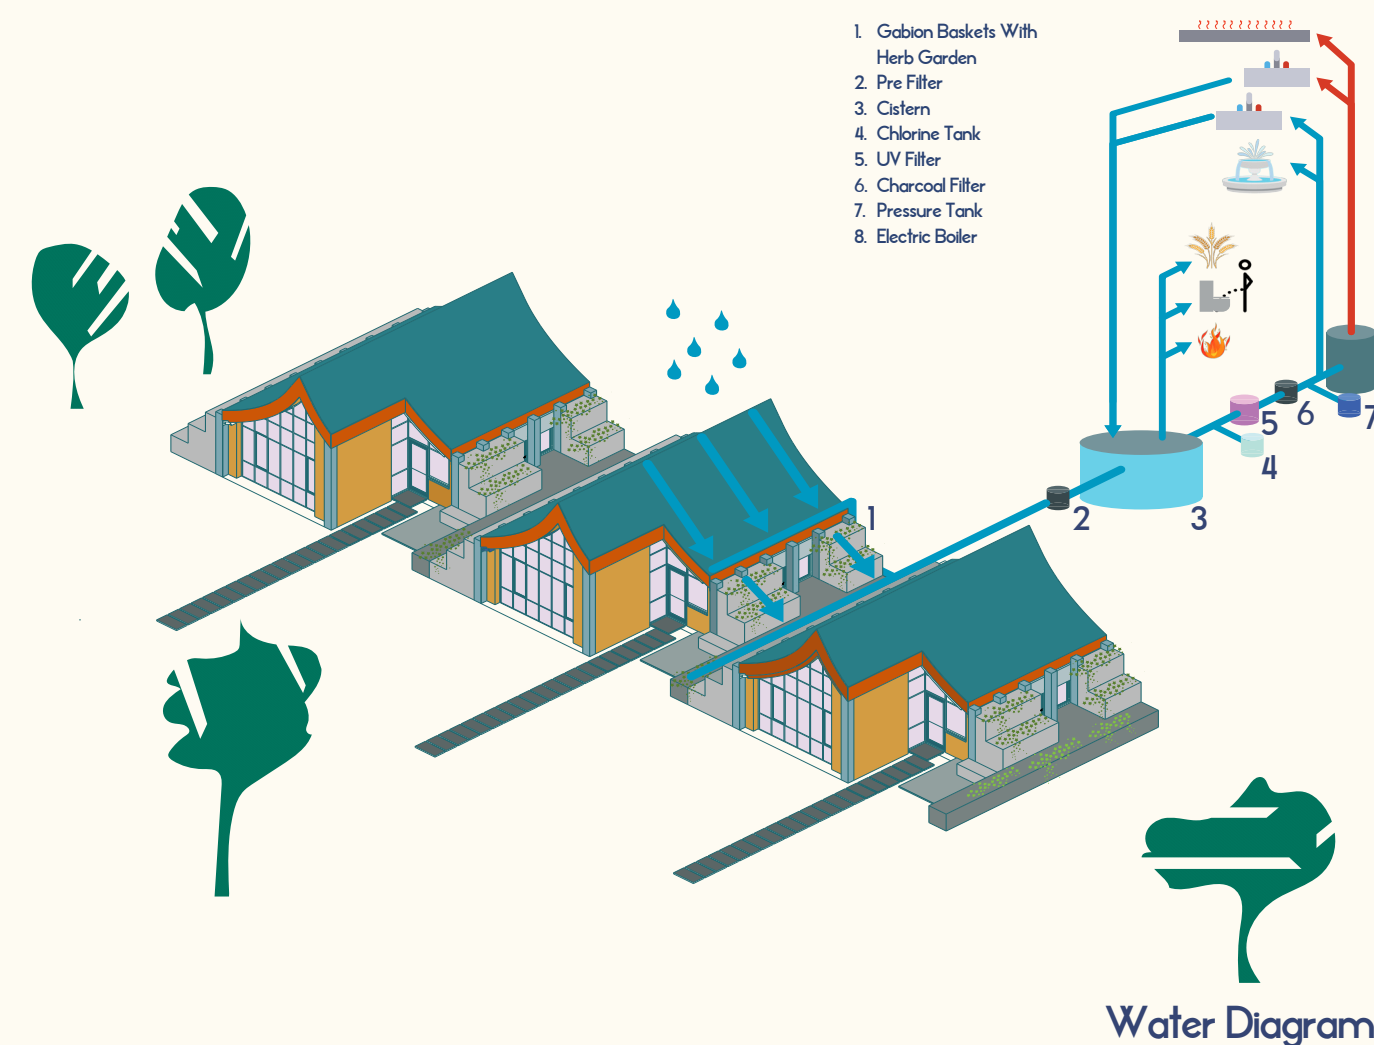 1. Gabion Baskets With
Herb Garden
2. Pre Filter
3. Cistern
4. Chlorine Tank
5. UV Filter
6. Charcoal Filter
7. Pressure Tank
8. Electric Boiler
5
6
7
4
1
2
3
Water Diagram